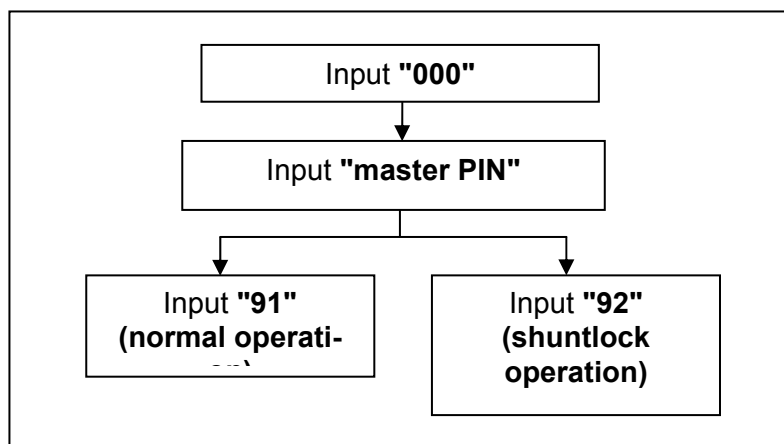 Input "000"
Input "master PIN"
Input "91"
(normal operati-
Input "92"
(shuntlock
operation)